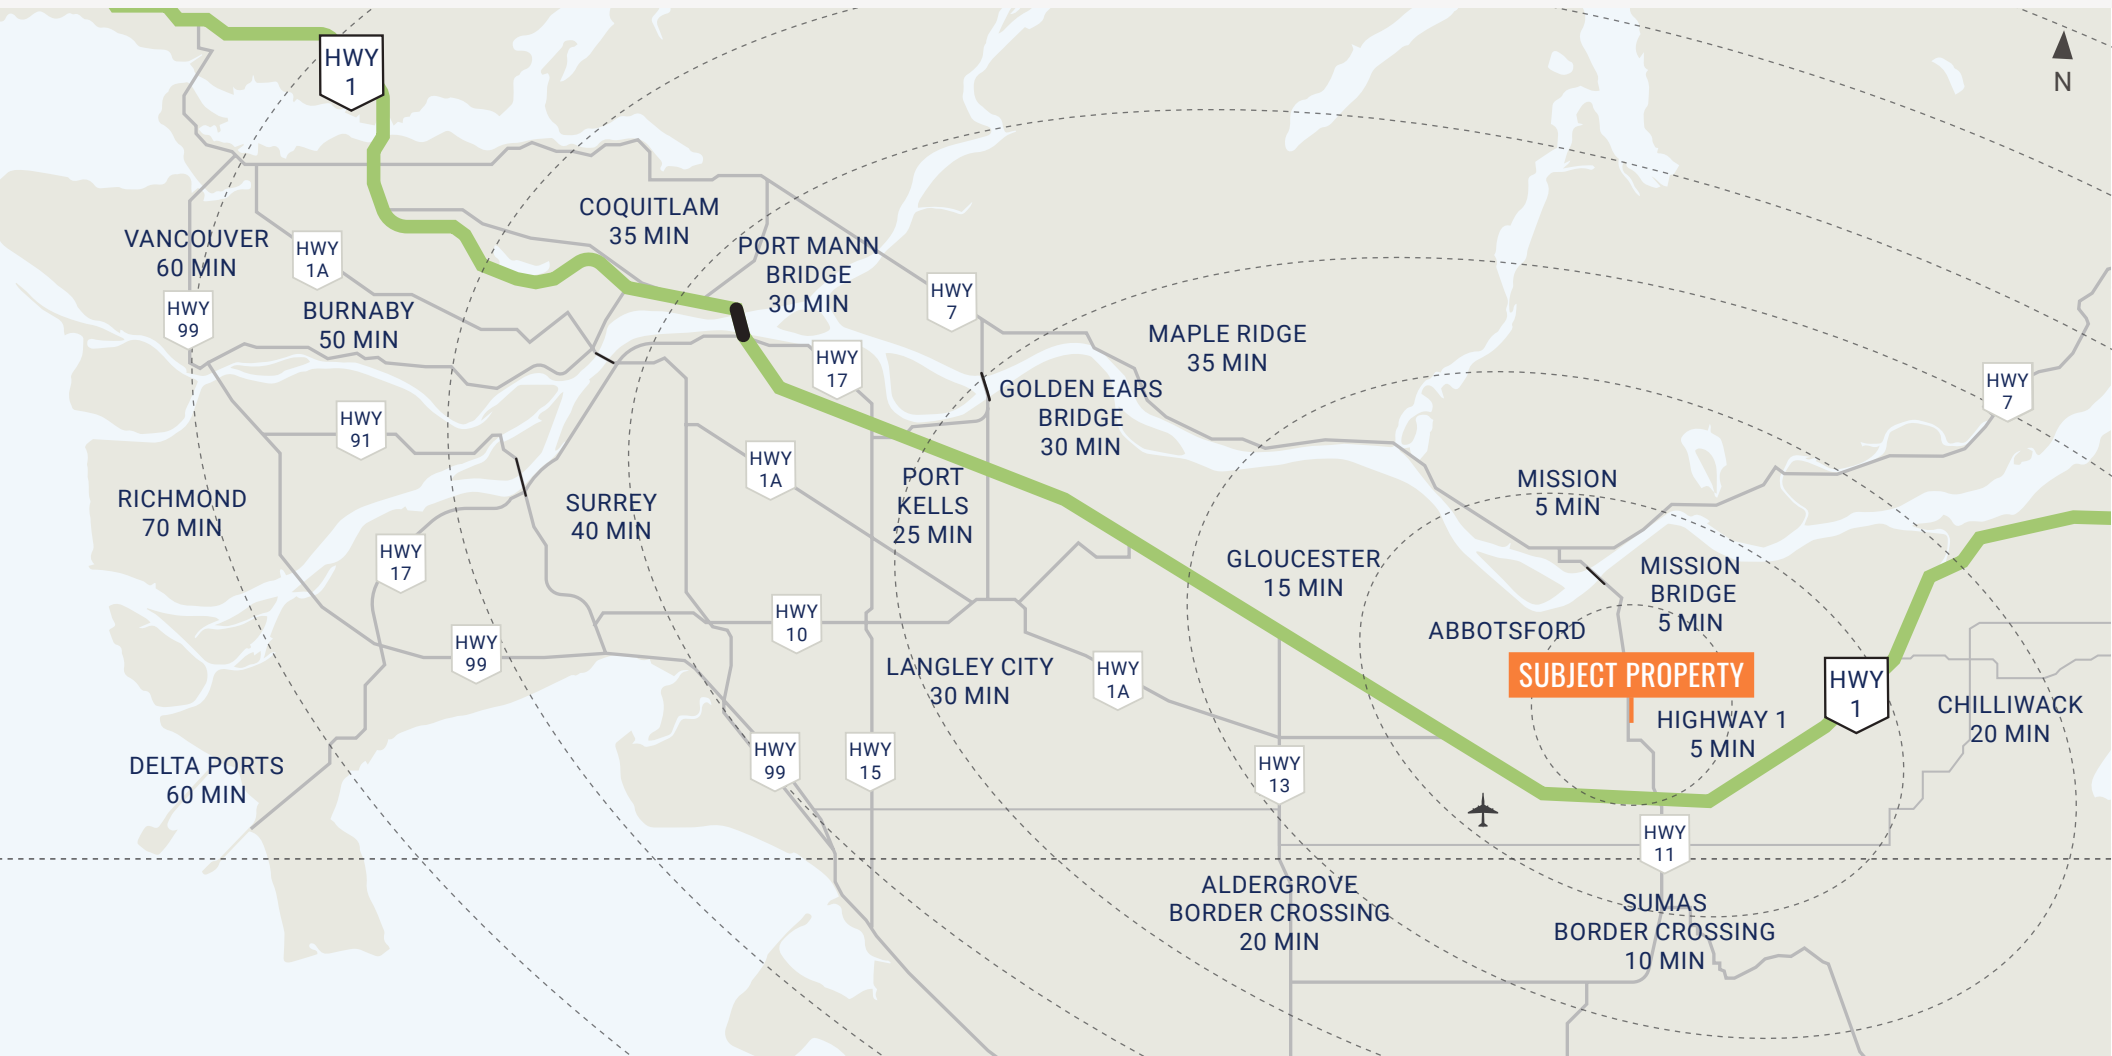 HWY
1
N
COQUITLAM
35 MIN
VANCOUVER
60 MIN
HWY
1A
PORT MANN
BRIDGE
30 MIN
HWY
7
HWY
99
BURNABY
50 MIN
MAPLE RIDGE
35 MIN
HWY
17
GOLDEN EARS
BRIDGE
30 MIN
HWY
7
HWY
91
HWY
1A
PORT
KELLS
25 MIN
MISSION
5 MIN
RICHMOND
70 MIN
SURREY
40 MIN
HWY
17
GLOUCESTER
15 MIN
MISSION
BRIDGE
5 MIN
HWY
10
ABBOTSFORD
HWY
99
LANGLEY CITY
30 MIN
HWY
1A
SUBJECT PROPERTY
HWY
1
HIGHWAY 1
5 MIN
CHILLIWACK
20 MIN
DELTA PORTS
60 MIN
HWY
99
HWY
15
HWY
13
HWY
11
ALDERGROVE
BORDER CROSSING
20 MIN
SUMAS
BORDER CROSSING
10 MIN